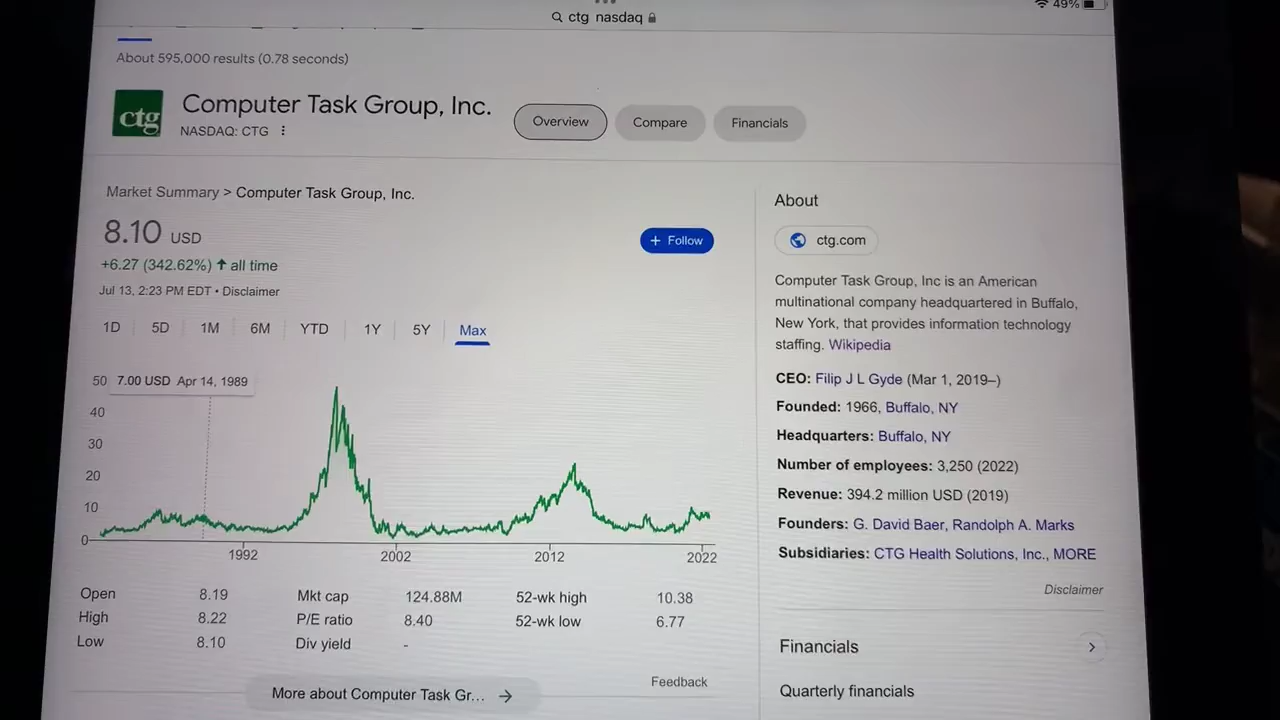 ctg nasdaq
49%
About 595,000 results (0.78 seconds)
ctg
Computer Task Group, Inc.
NASDAQ: CTG
Overview
Compare
Financials
Market Summary > Computer Task Group, Inc.
8.10 USD
+6.27 (342.62%) ↑ all time
Jul 13, 2:23 PM EDT • Disclaimer
+ Follow
1D 5D 1M 6M YTD 1Y 5Y Max
50
7.00 USD Apr 14, 1989
40
30
20
10
0
1992 2002 2012 2022
Open 8.19 Mkt cap 124.88M 52-wk high 10.38
High 8.22 P/E ratio 8.40 52-wk low 6.77
Low 8.10 Div yield -
More about Computer Task Gr... →
Feedback
About
ctg.com
Computer Task Group, Inc is an American
multinational company headquartered in Buffalo,
New York, that provides information technology
staffing. Wikipedia
CEO: Filip J L Gyde (Mar 1, 2019–)
Founded: 1966, Buffalo, NY
Headquarters: Buffalo, NY
Number of employees: 3,250 (2022)
Revenue: 394.2 million USD (2019)
Founders: G. David Baer, Randolph A. Marks
Subsidiaries: CTG Health Solutions, Inc., MORE
Disclaimer
Financials
Quarterly financials